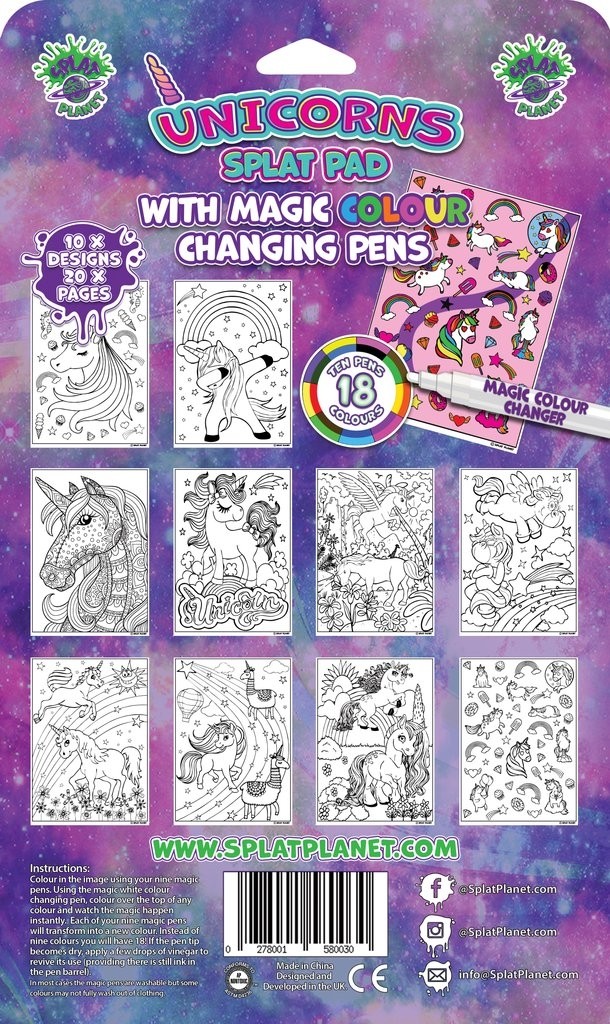 SPLAT
PLANET
SPLAT
PLANET
UNICORNS
SPLAT PAD
WITH MAGIC COLOUR
CHANGING PENS
10 X
DESIGNS
20 X
PAGES
TEN PENS
18
COLOURS
MAGIC COLOUR
CHANGER
Unicorn
WWW.SPLATPLANET.COM
Instructions:
Colour in the image using your nine magic
pens. Using the magic white colour
changing pen, colour over the top of any
colour and watch the magic happen
instantly. Each of your nine magic pens
will transform into a new colour. Instead of
nine colours you will have 18! If the pen tip
becomes dry, apply a few drops of vinegar to
revive its use (providing there is still ink in
the pen barrel).
In most cases the magic pens are washable but some
colours may not fully wash out of clothing.
0 278001 580030
CONFORMS TO
AP
NONTOXIC
Made in China
Designed and
Developed in the UK.
CE
@SplatPlanet.com
@SplatPlanet.com
info@SplatPlanet.com